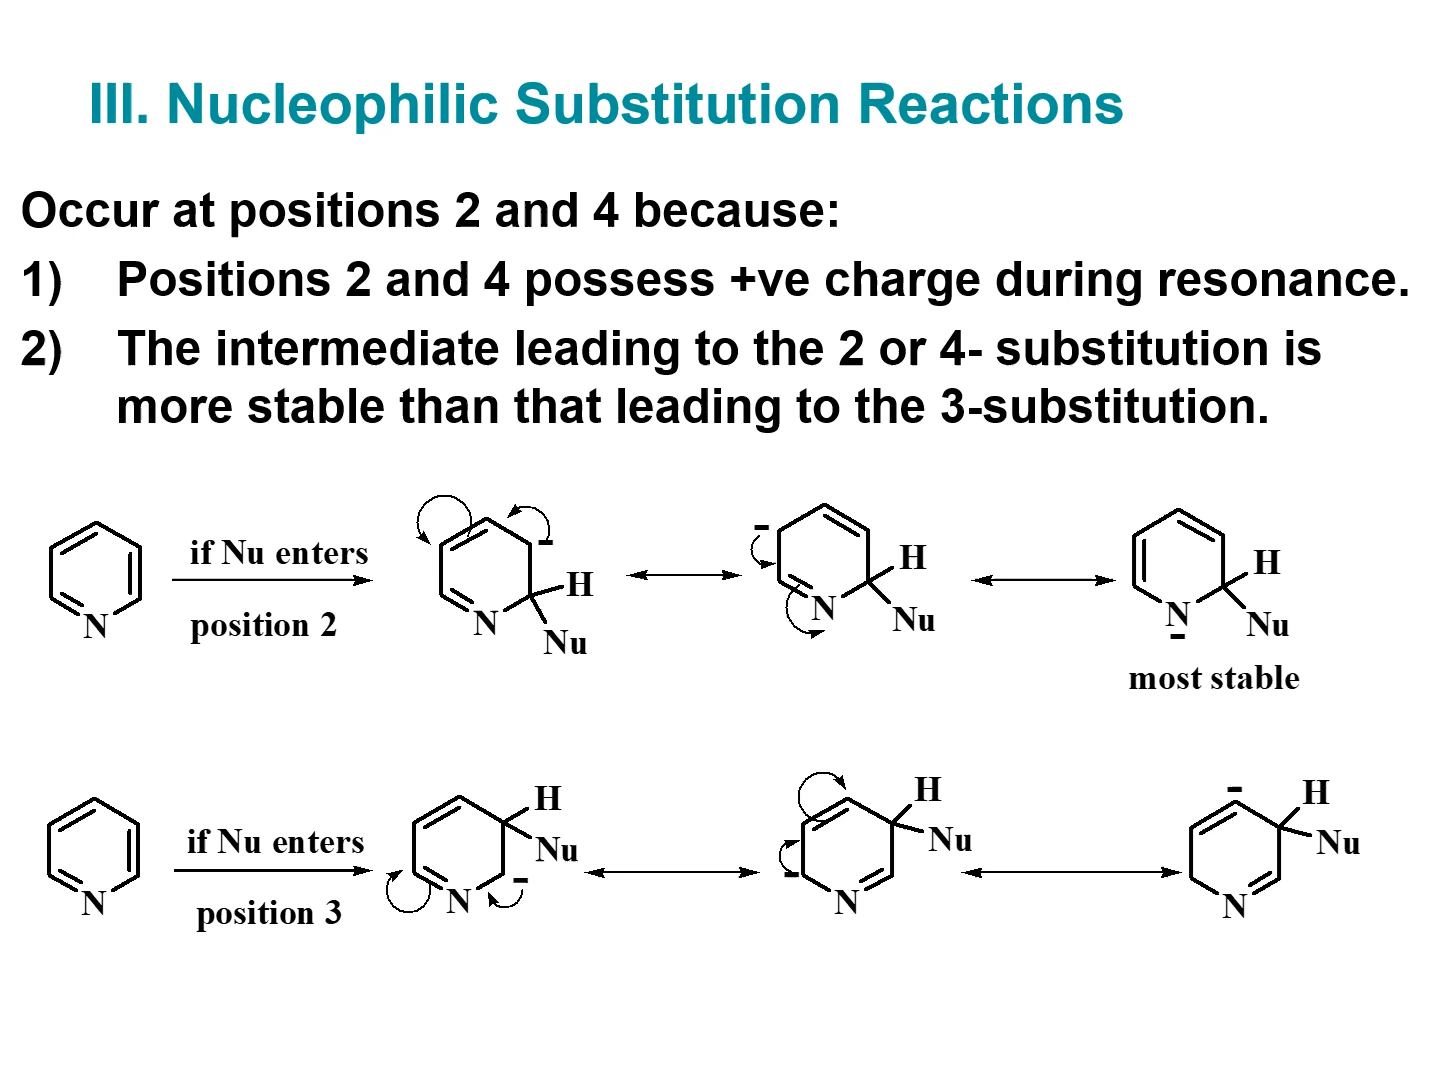 III. Nucleophilic Substitution Reactions
Occur at positions 2 and 4 because:
1) Positions 2 and 4 possess +ve charge during resonance.
2) The intermediate leading to the 2 or 4- substitution is
more stable than that leading to the 3-substitution.
N
if Nu enters
position 2
- H N Nu
- H N Nu
H N - Nu
most stable
N
if Nu enters
position 3
H Nu N -
H Nu - N
- H Nu N